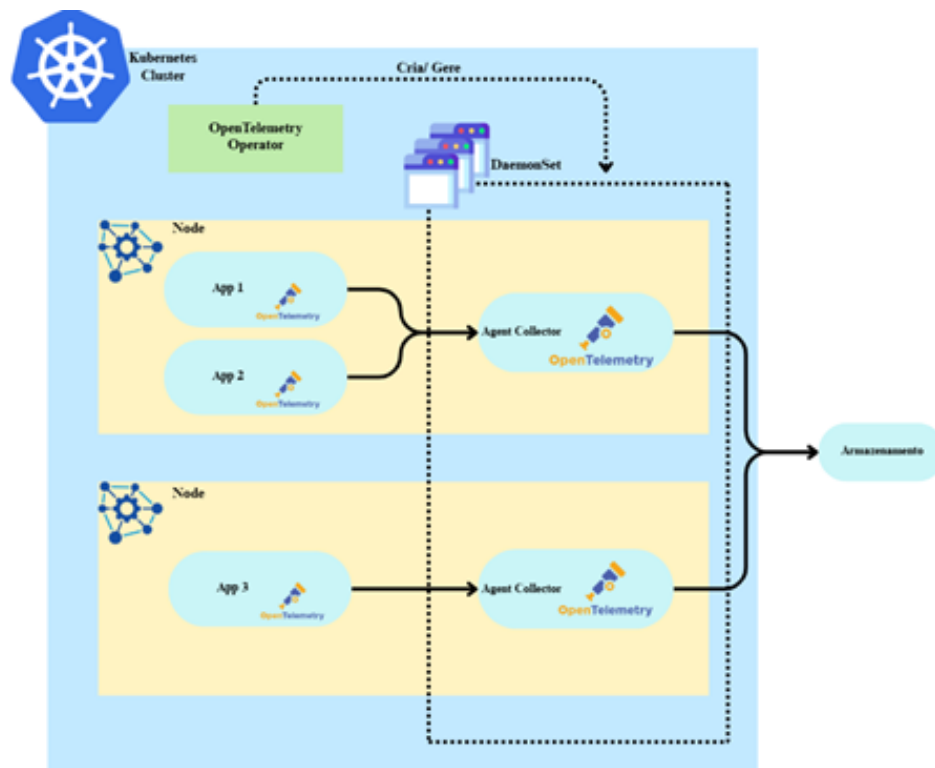 Kubernetes
Cluster
Cria/ Gere
OpenTelemetry
Operator
DaemonSet
Node
App 1
OpenTelemetry
App 2
OpenTelemetry
Agent Collector
OpenTelemetry
Armazenamento
Node
App 3
OpenTelemetry
Agent Collector
OpenTelemetry